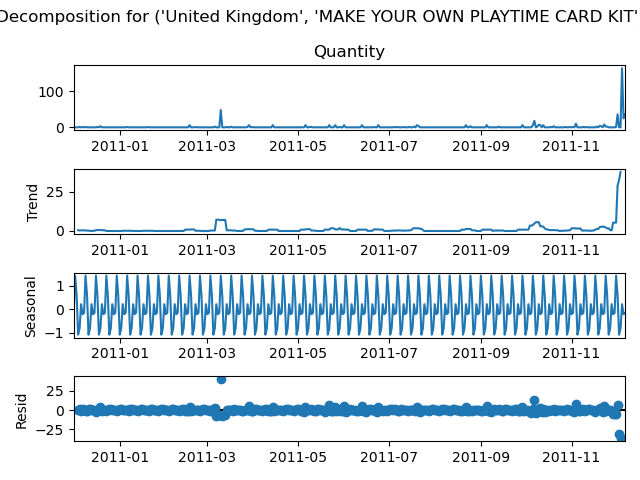 Decomposition for ('United Kingdom', 'MAKE YOUR OWN PLAYTIME CARD KIT'
Quantity
100
0
2011-01 2011-03 2011-05 2011-07 2011-09 2011-11
Trend
25
0
2011-01 2011-03 2011-05 2011-07 2011-09 2011-11
Seasonal
1
0
−1
2011-01 2011-03 2011-05 2011-07 2011-09 2011-11
Resid
25
0
−25
2011-01 2011-03 2011-05 2011-07 2011-09 2011-11